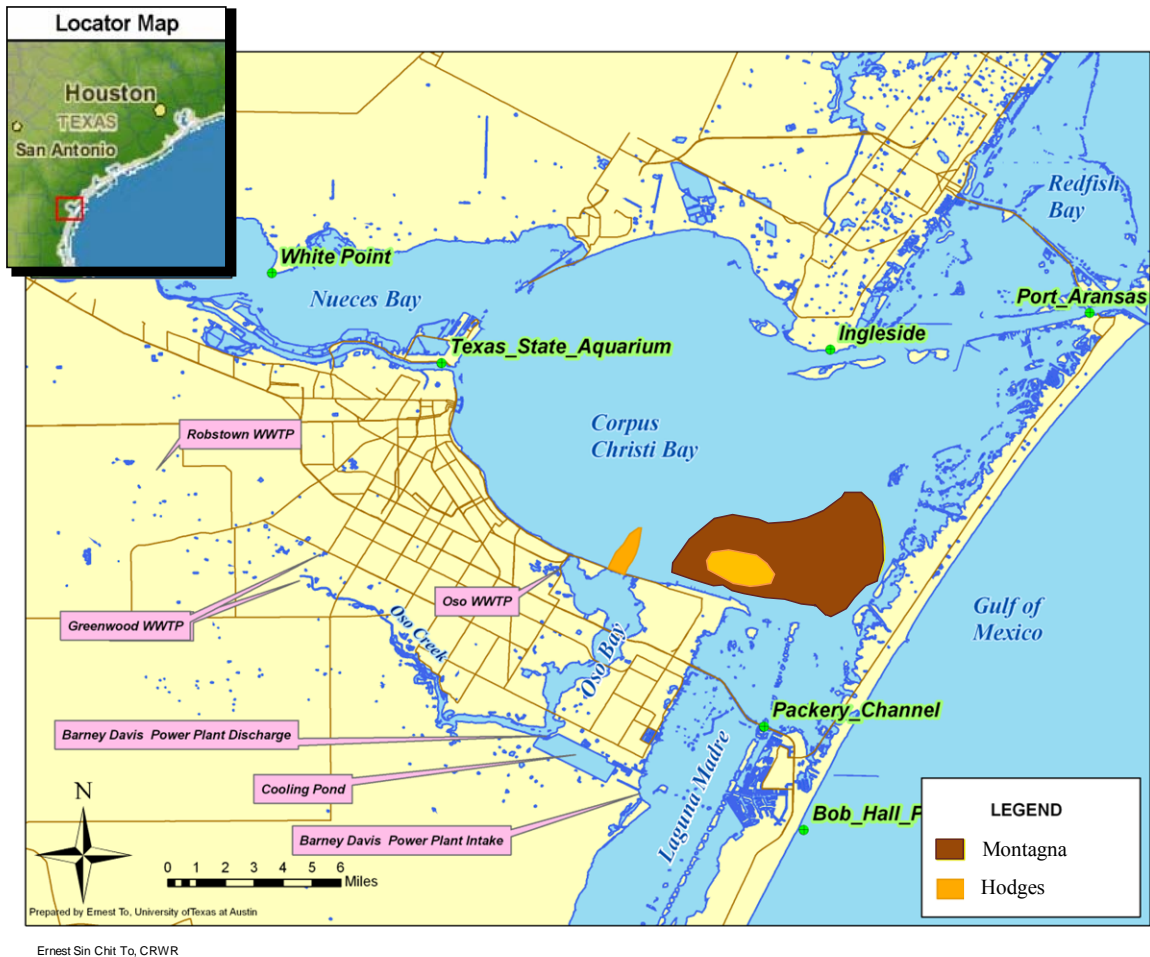 Locator Map
Houston
TEXAS
San Antonio
Redfish
Bay
White Point
Nueces Bay
Port_Aransas
Ingleside
Texas_State_Aquarium
Corpus
Christi Bay
Robstown WWTP
Oso WWTP
Greenwood WWTP
Oso Creek
Oso Bay
Gulf of
Mexico
Packery_Channel
Barney Davis Power Plant Discharge
Cooling Pond
Laguna Madre
Barney Davis Power Plant Intake
Bob_Hall_P
LEGEND
Montagna
Hodges
N
0 1 2 3 4 5 6
Miles
Prepared by Ernest To, University of Texas at Austin
Ernest Sin Chit To, CRWR